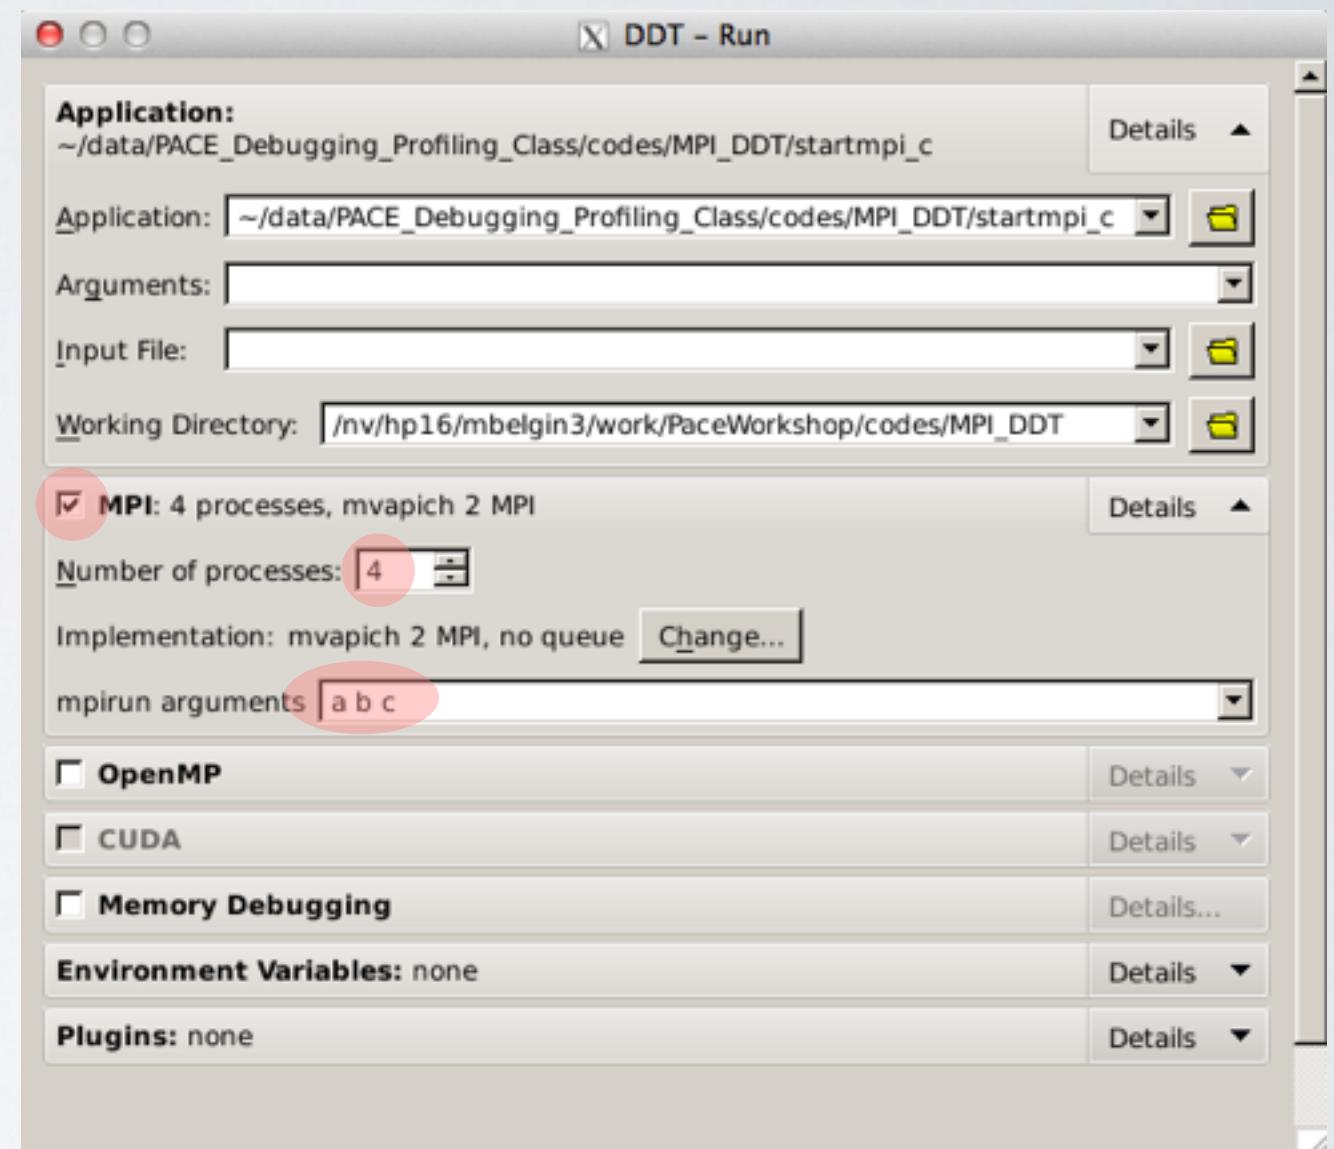 X DDT – Run
Application:
~/data/PACE_Debugging_Profiling_Class/codes/MPI_DDT/startmpi_c
Details
Application: ~/data/PACE_Debugging_Profiling_Class/codes/MPI_DDT/startmpi_c
Arguments:
Input File:
Working Directory: /nv/hp16/mbelgin3/work/PaceWorkshop/codes/MPI_DDT
MPI: 4 processes, mvapich 2 MPI Details
Number of processes: 4
Implementation: mvapich 2 MPI, no queue Change...
mpirun arguments a b c
OpenMP Details
CUDA Details
Memory Debugging Details...
Environment Variables: none Details
Plugins: none Details